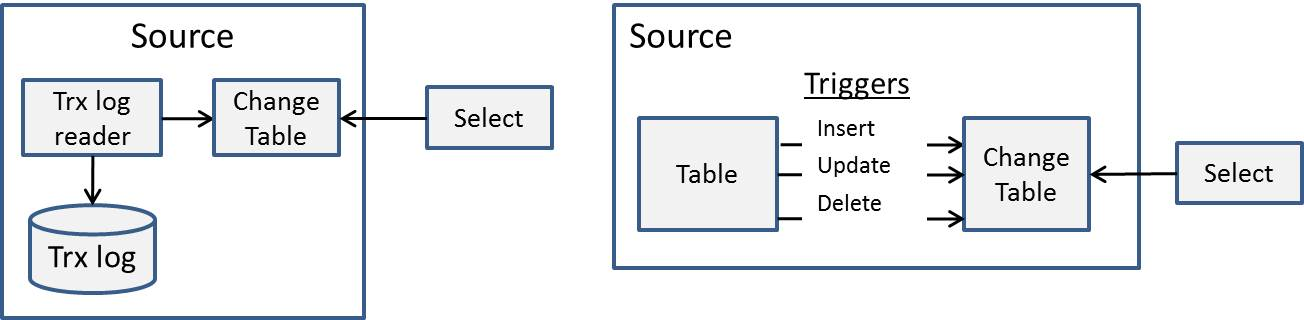 Source
Trx log
reader
Change
Table
Select
Trx log
Source
Triggers
Table
Insert
Update
Delete
Change
Table
Select